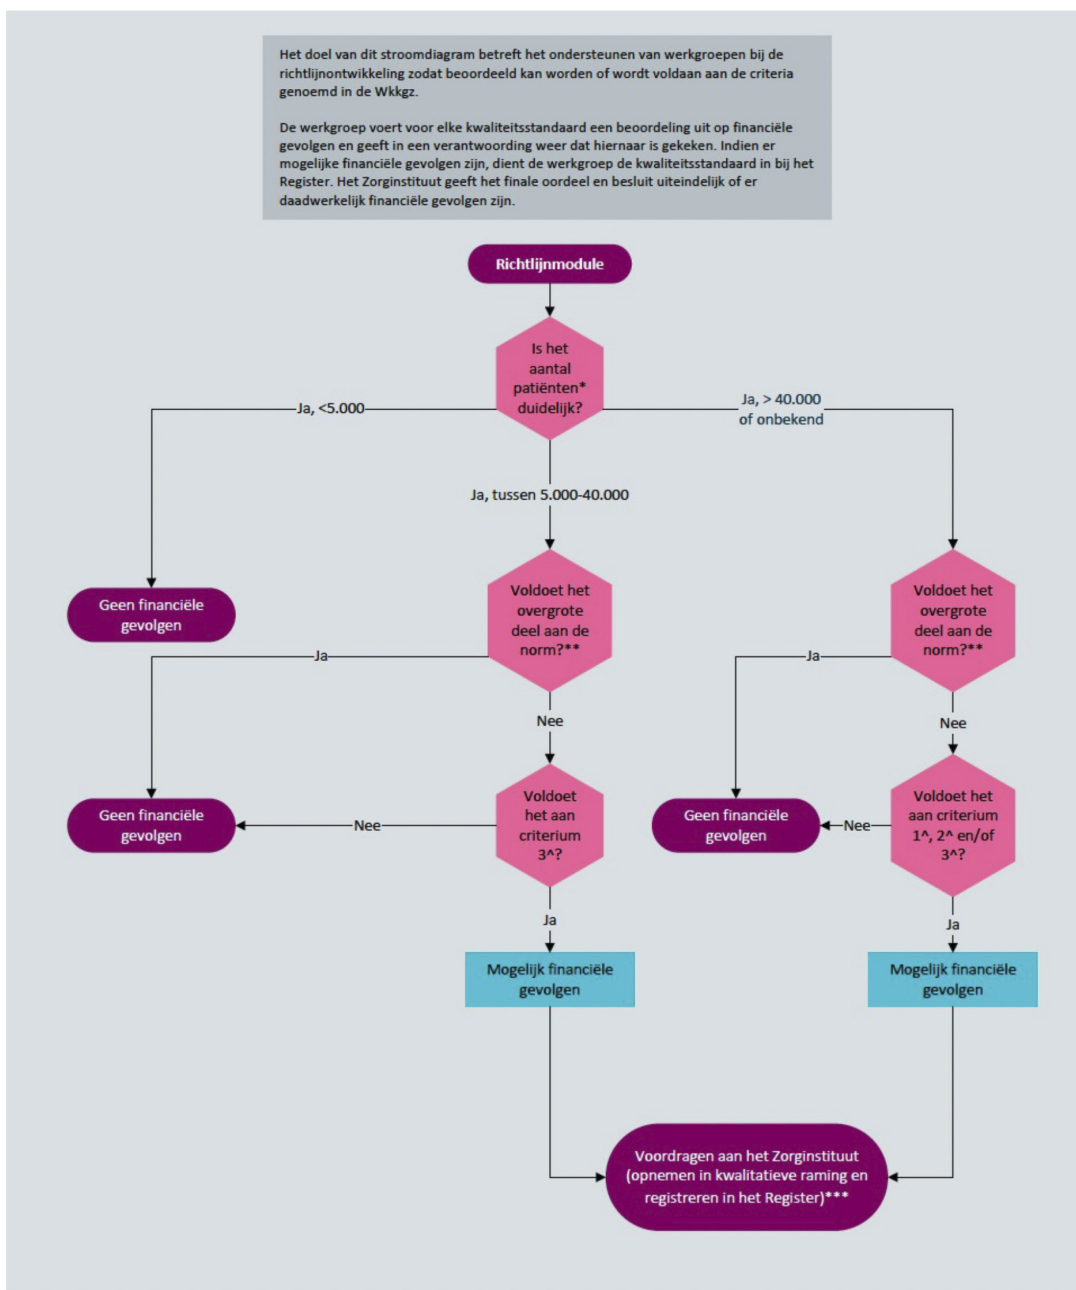 Het doel van dit stroomdiagram betreft het ondersteunen van werkgroepen bij de
richtlijnontwikkeling zodat beoordeeld kan worden of wordt voldaan aan de criteria
genoemd in de Wkkgz.
De werkgroep voert voor elke kwaliteitsstandaard een beoordeling uit op financiële
gevolgen en geeft in een verantwoording weer dat hiernaar is gekeken. Indien er
mogelijke financiële gevolgen zijn, dient de werkgroep de kwaliteitsstandaard in bij het
Register. Het Zorginstituut geeft het finale oordeel en besluit uiteindelijk of er
daadwerkelijk financiële gevolgen zijn.
Richtlijnmodule
Is het
aantal
patiënten*
duidelijk?
Ja, <5.000
Ja, > 40.000
of onbekend
Ja, tussen 5.000-40.000
Geen financiële
gevolgen
Voldoet het
overgrote
deel aan de
norm?**
Voldoet het
overgrote
deel aan de
norm?**
Ja
Ja
Nee
Nee
Geen financiële
gevolgen
Nee
Voldoet
het aan
criterium
3^?
Geen financiële
gevolgen
Nee
Voldoet het
aan criterium
1^, 2^ en/of
3^?
Ja
Ja
Mogelijk financiële
gevolgen
Mogelijk financiële
gevolgen
Voordragen aan het Zorginstituut
(opnemen in kwalitatieve raming en
registreren in het Register)***